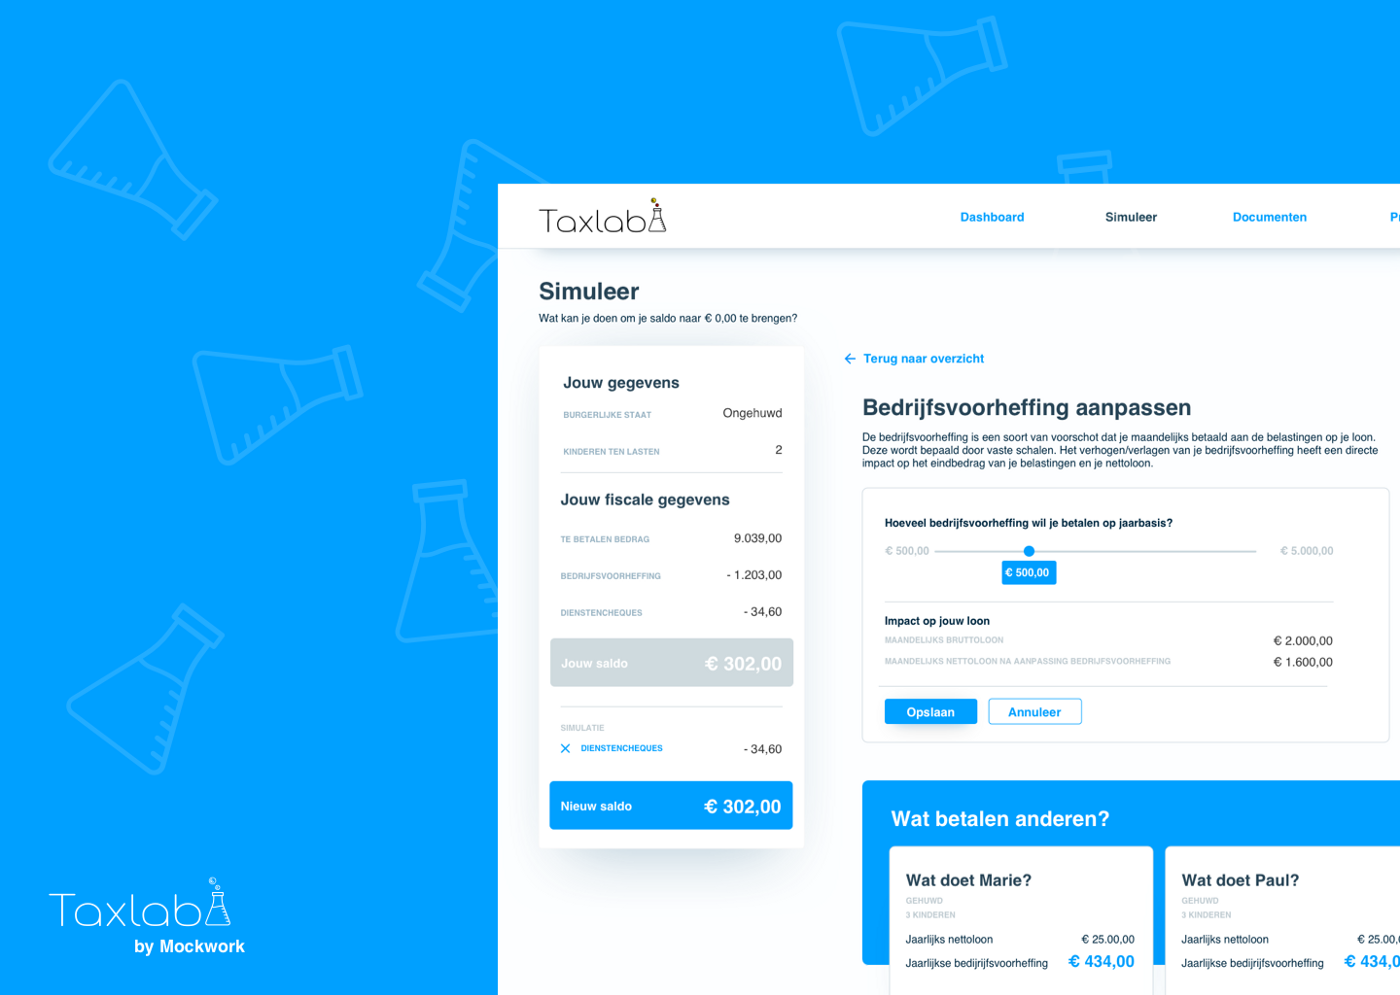 Taxlab
Dashboard
Simuleer
Documenten
Simuleer
Wat kan je doen om je saldo naar € 0,00 te brengen?
Jouw gegevens
BURGERLIJKE STAAT Ongehuwd
KINDEREN TEN LASTEN 2
Jouw fiscale gegevens
TE BETALEN BEDRAG 9.039,00
BEDRIJFSVOORHEFFING - 1.203,00
DIENSTENCHEQUES - 34,60
Jouw saldo € 302,00
SIMULATIE
DIENSTENCHEQUES - 34,60
Nieuw saldo € 302,00
Terug naar overzicht
Bedrijfsvoorheffing aanpassen
De bedrijfsvoorheffing is een soort van voorschot dat je maandelijks betaald aan de belastingen op je loon.
Deze wordt bepaald door vaste schalen. Het verhogen/verlagen van je bedrijfsvoorheffing heeft een directe
impact op het eindbedrag van je belastingen en je nettoloon.
Hoeveel bedrijfsvoorheffing wil je betalen op jaarbasis?
€ 500,00 € 5.000,00
€ 500,00
Impact op jouw loon
MAANDELIJKS BRUTTOLOON € 2.000,00
MAANDELIJKS NETTOLOON NA AANPASSING BEDRIJFSVOORHEFFING € 1.600,00
Opslaan Annuleer
Wat betalen anderen?
Wat doet Marie?
GEHUWD
3 KINDEREN
Jaarlijks nettoloon € 25.00,00
Jaarlijkse bedijrijfsvoorheffing € 434,00
Wat doet Paul?
GEHUWD
3 KINDEREN
Jaarlijks nettoloon € 25.00,
Jaarlijkse bedijrijfsvoorheffing € 434,0
Taxlab
by Mockwork